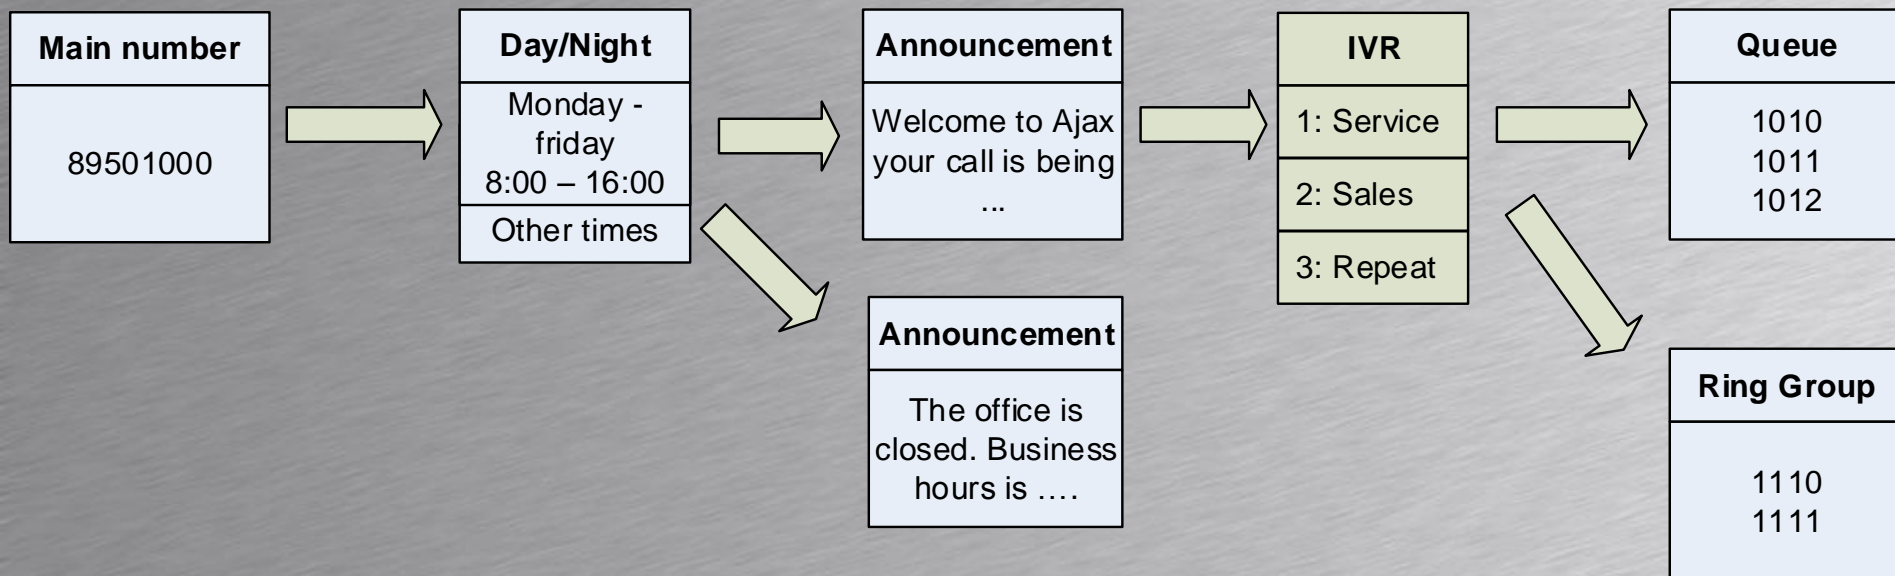 Main number
89501000
Day/Night
Monday -
friday
8:00 – 16:00
Other times
Announcement
Welcome to Ajax
your call is being
...
Announcement
The office is
closed. Business
hours is ....
IVR
1: Service
2: Sales
3: Repeat
Queue
1010
1011
1012
Ring Group
1110
1111